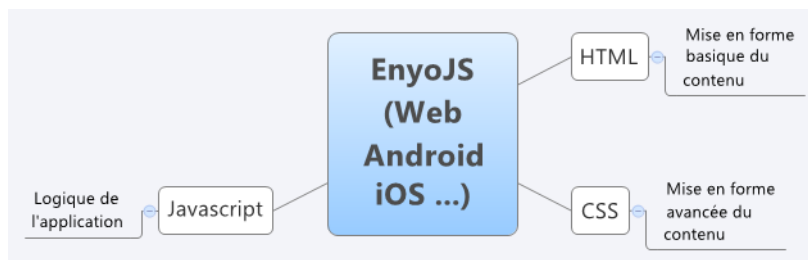 EnyoJS
(Web
Android
iOS ...)
HTML
Mise en forme
basique du
contenu
CSS
Mise en forme
avancée du
contenu
Javascript
Logique de
l'application